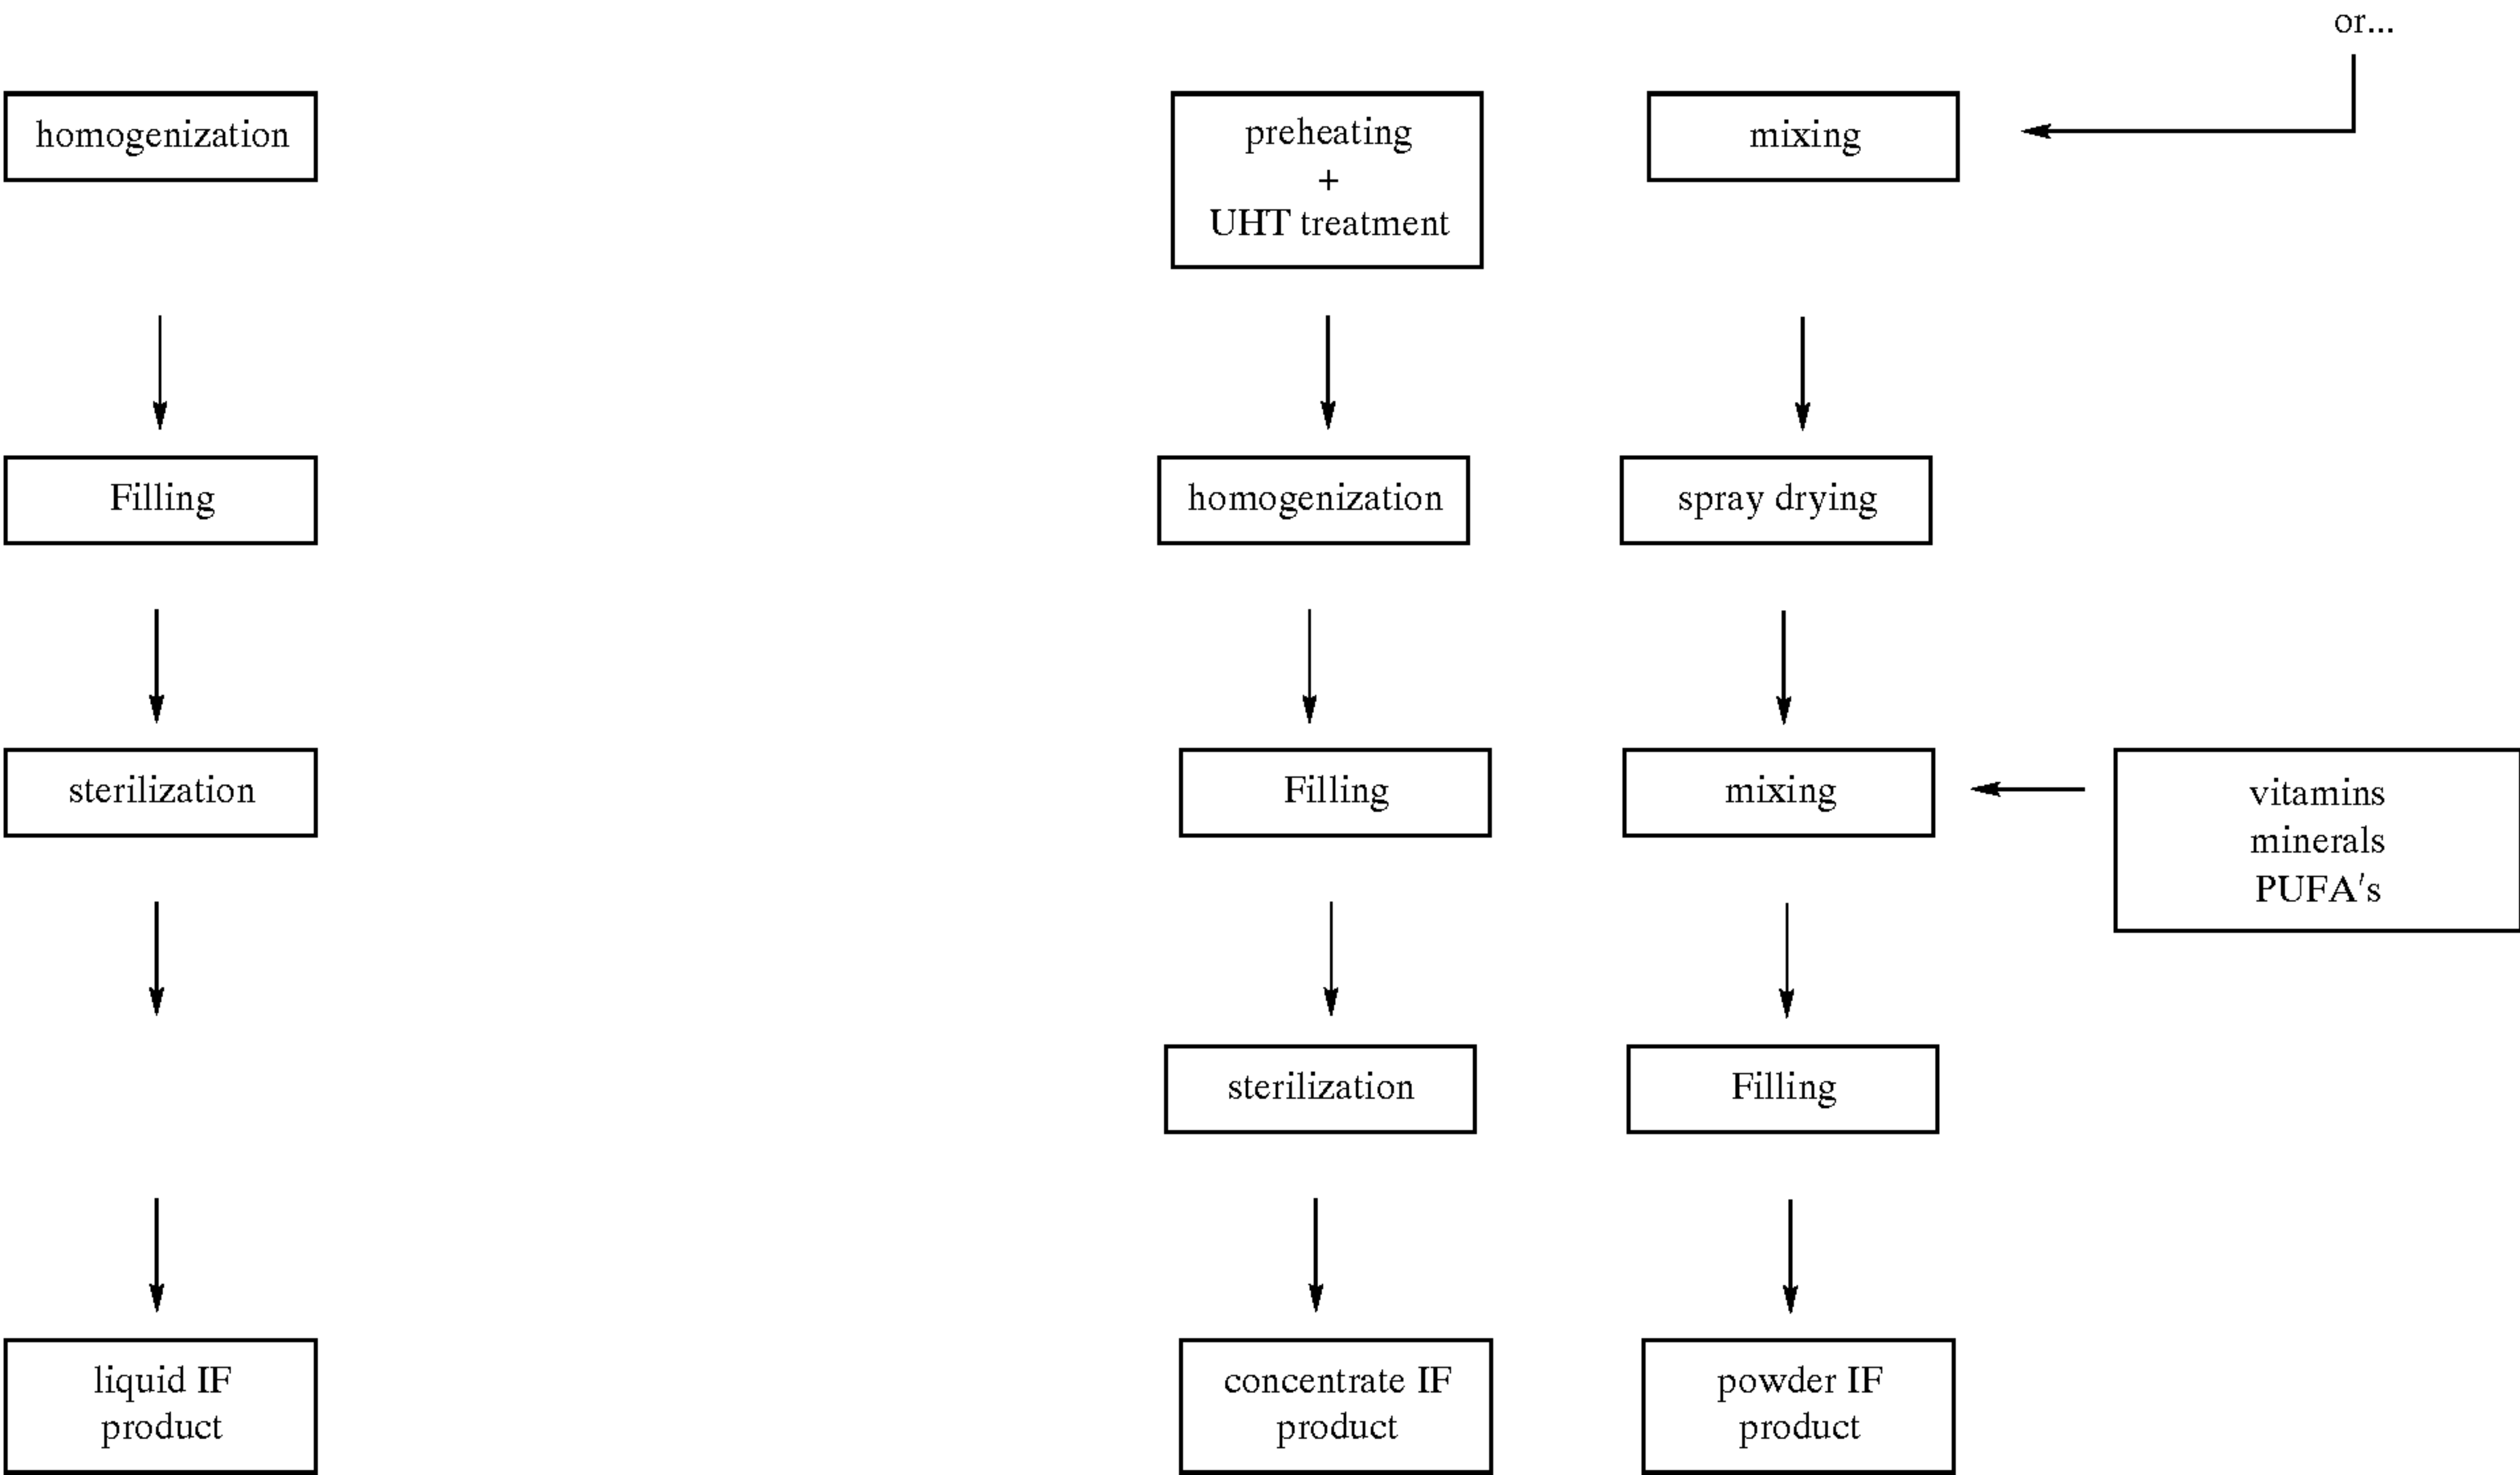 or...
homogenization
preheating
+
UHT treatment
mixing
Filling
homogenization
spray drying
sterilization
Filling
mixing
vitamins
minerals
PUFA's
sterilization
Filling
liquid IF
product
concentrate IF
product
powder IF
product